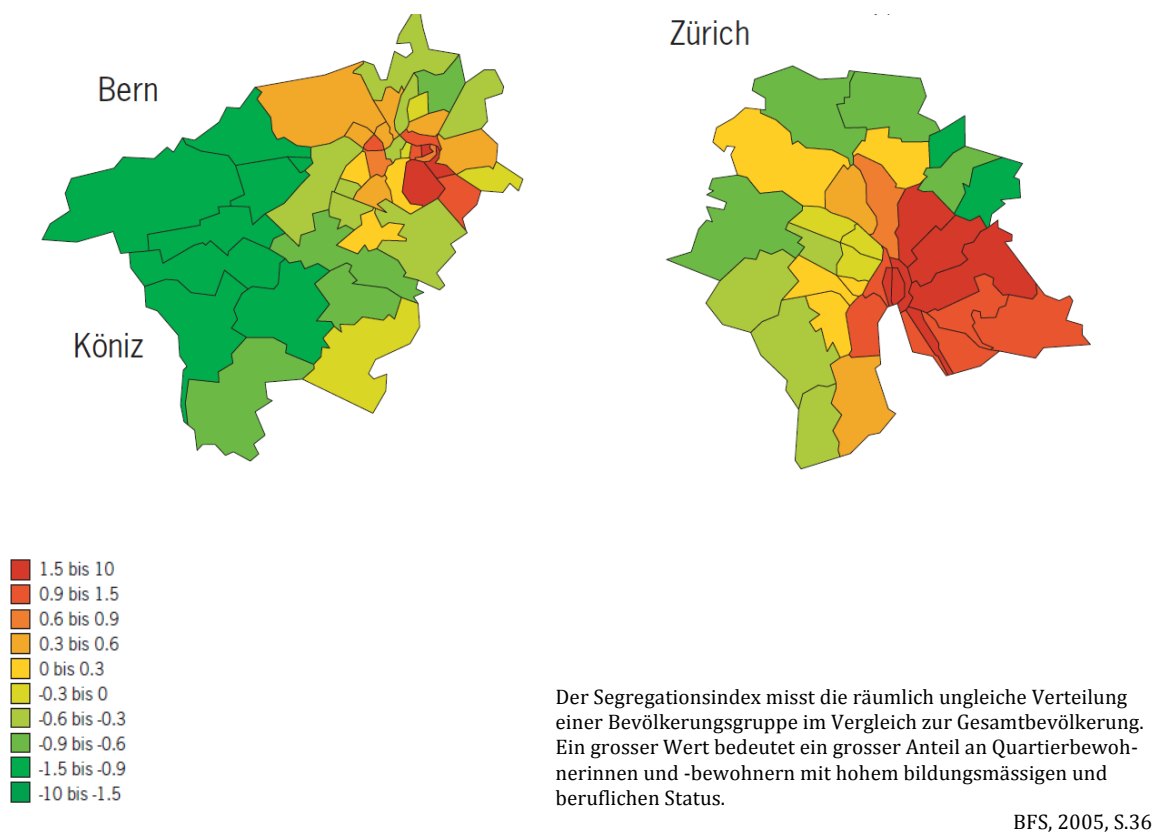 Zürich
Bern
Köniz
1.5 bis 10
0.9 bis 1.5
0.6 bis 0.9
0.3 bis 0.6
0 bis 0.3
-0.3 bis 0
-0.6 bis -0.3
-0.9 bis -0.6
-1.5 bis -0.9
-10 bis -1.5
Der Segregationsindex misst die räumlich ungleiche Verteilung
einer Bevölkerungsgruppe im Vergleich zur Gesamtbevölkerung.
Ein grosser Wert bedeutet ein grosser Anteil an Quartierbewoh-
nerinnen und -bewohnern mit hohem bildungsmässigen und
beruflichen Status.
BFS, 2005, S.36